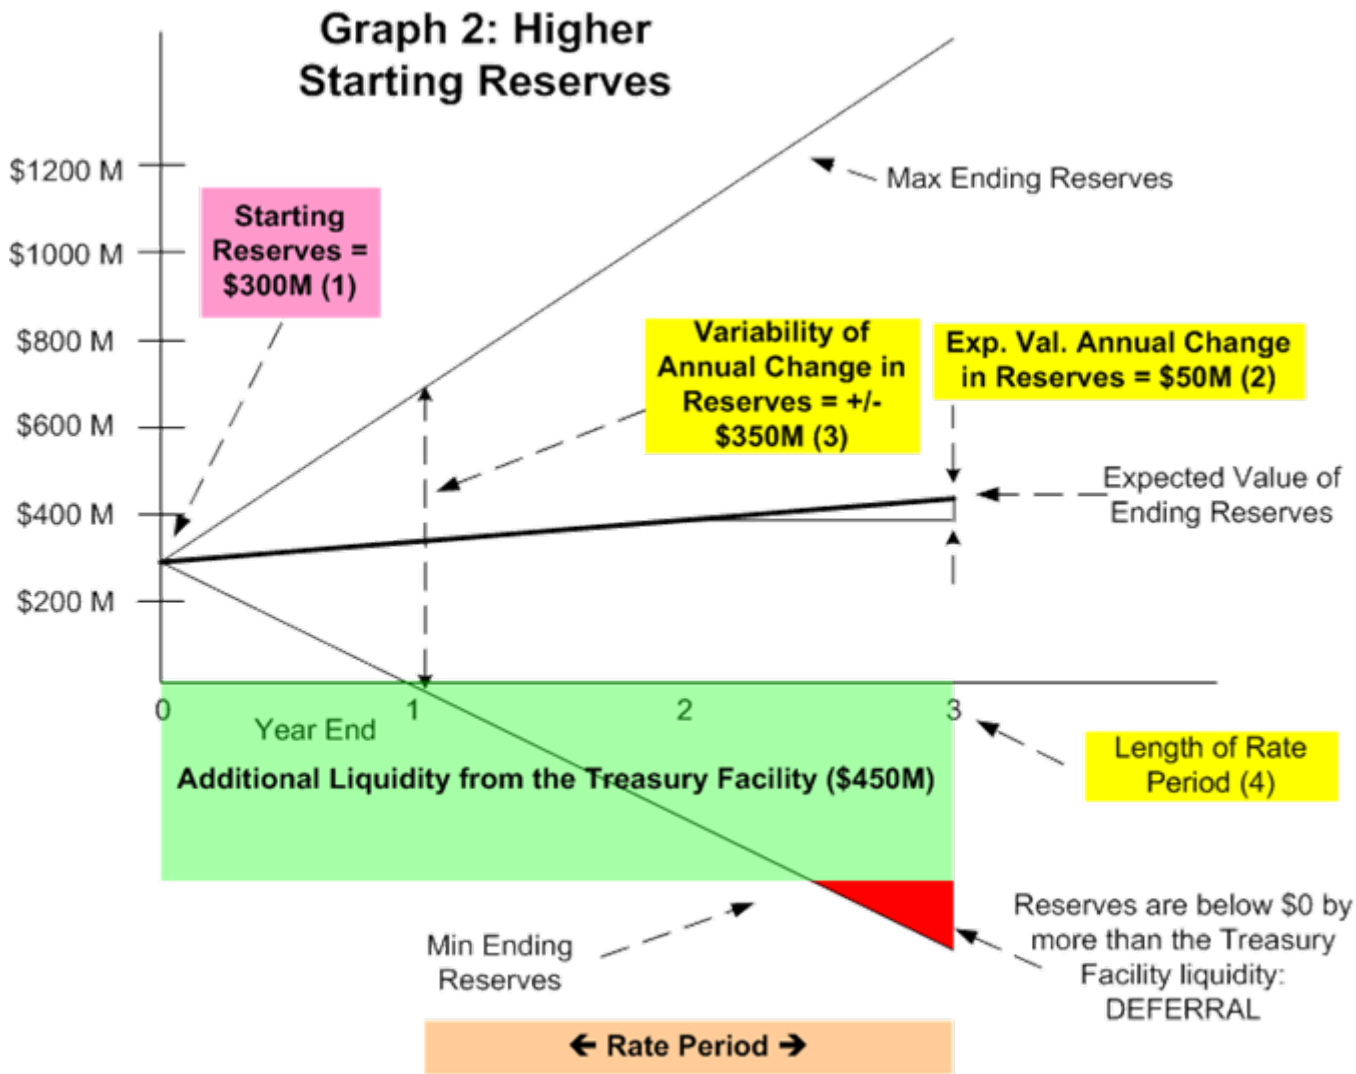 Graph 2: Higher
Starting Reserves
$1200 M
$1000 M
$800 M
$600 M
$400 M
$200 M
Starting
Reserves =
$300M (1)
Max Ending Reserves
Variability of
Annual Change in
Reserves = +/-
$350M (3)
Exp. Val. Annual Change
in Reserves = $50M (2)
Expected Value of
Ending Reserves
0
1
2
3
Year End
Additional Liquidity from the Treasury Facility ($450M)
Length of Rate
Period (4)
Min Ending
Reserves
Reserves are below $0 by
more than the Treasury
Facility liquidity:
DEFERRAL
← Rate Period →